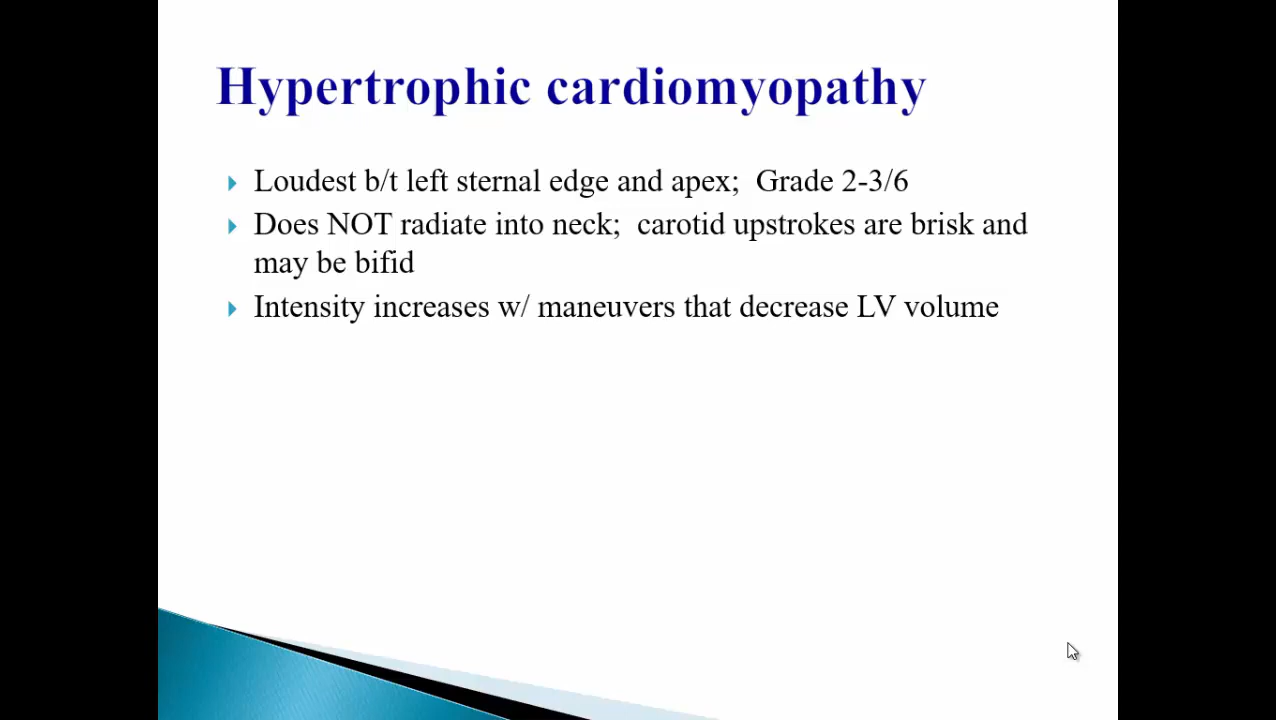 Hypertrophic cardiomyopathy
Loudest b/t left sternal edge and apex;  Grade 2-3/6
Does NOT radiate into neck;  carotid upstrokes are brisk and
may be bifid
Intensity increases w/ maneuvers that decrease LV volume